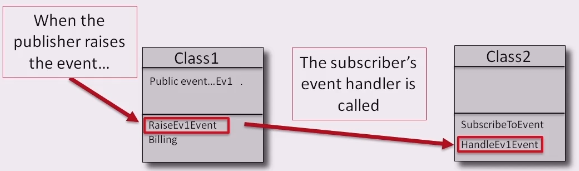 When the
publisher raises
the event...
Class1
Public event...Ev1 .
RaiseEv1Event
Billing
The subscriber's
event handler is
called
Class2
SubscribeToEvent
HandleEv1Event